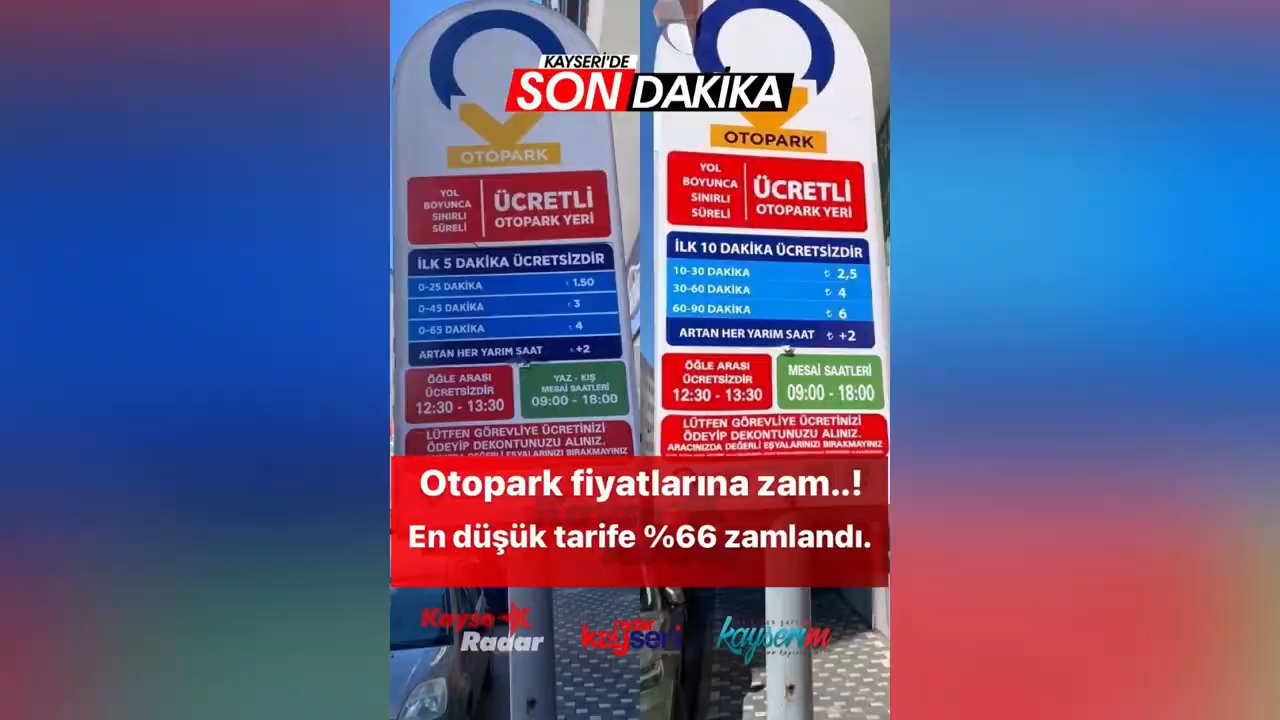 KAYSERİ'DE
SON DAKİKA
OTOPARK
YOL
BOYUNCA
SINIRLI
SÜRELİ
ÜCRETLİ
OTOPARK YERİ
İLK 5 DAKİKA ÜCRETSİZDİR
0-25 DAKİKA ₺ 1.50
0-45 DAKİKA ₺ 3
0-65 DAKİKA ₺ 4
ARTAN HER YARIM SAAT ₺ +2
ÖĞLE ARASI
ÜCRETSİZDİR
12:30 - 13:30
YAZ - KIŞ
MESAİ SAATLERİ
09:00 - 18:00
LÜTFEN GÖREVLİYE ÜCRETİNİZİ
ÖDEYİP DEKONTUNUZU ALINIZ.
DEĞERLİ EŞYALARINIZI BIRAKMAYINIZ
OTOPARK
YOL
BOYUNCA
SINIRLI
SÜRELİ
ÜCRETLİ
OTOPARK YERİ
İLK 10 DAKİKA ÜCRETSİZDİR
10-30 DAKİKA ₺ 2,5
30-60 DAKİKA ₺ 4
60-90 DAKİKA ₺ 6
ARTAN HER YARIM SAAT ₺ +2
ÖĞLE ARASI
ÜCRETSİZDİR
12:30 - 13:30
MESAİ SAATLERİ
09:00 - 18:00
LÜTFEN GÖREVLİYE ÜCRETİNİZİ
ÖDEYİP DEKONTUNUZU ALINIZ.
ARACINIZDA DEĞERLİ EŞYALARINIZI BIRAKMAYINIZ
Otopark fiyatlarına zam..!
En düşük tarife %66 zamlandı.
Kayse
Radar
radar
kayseri
kayserim